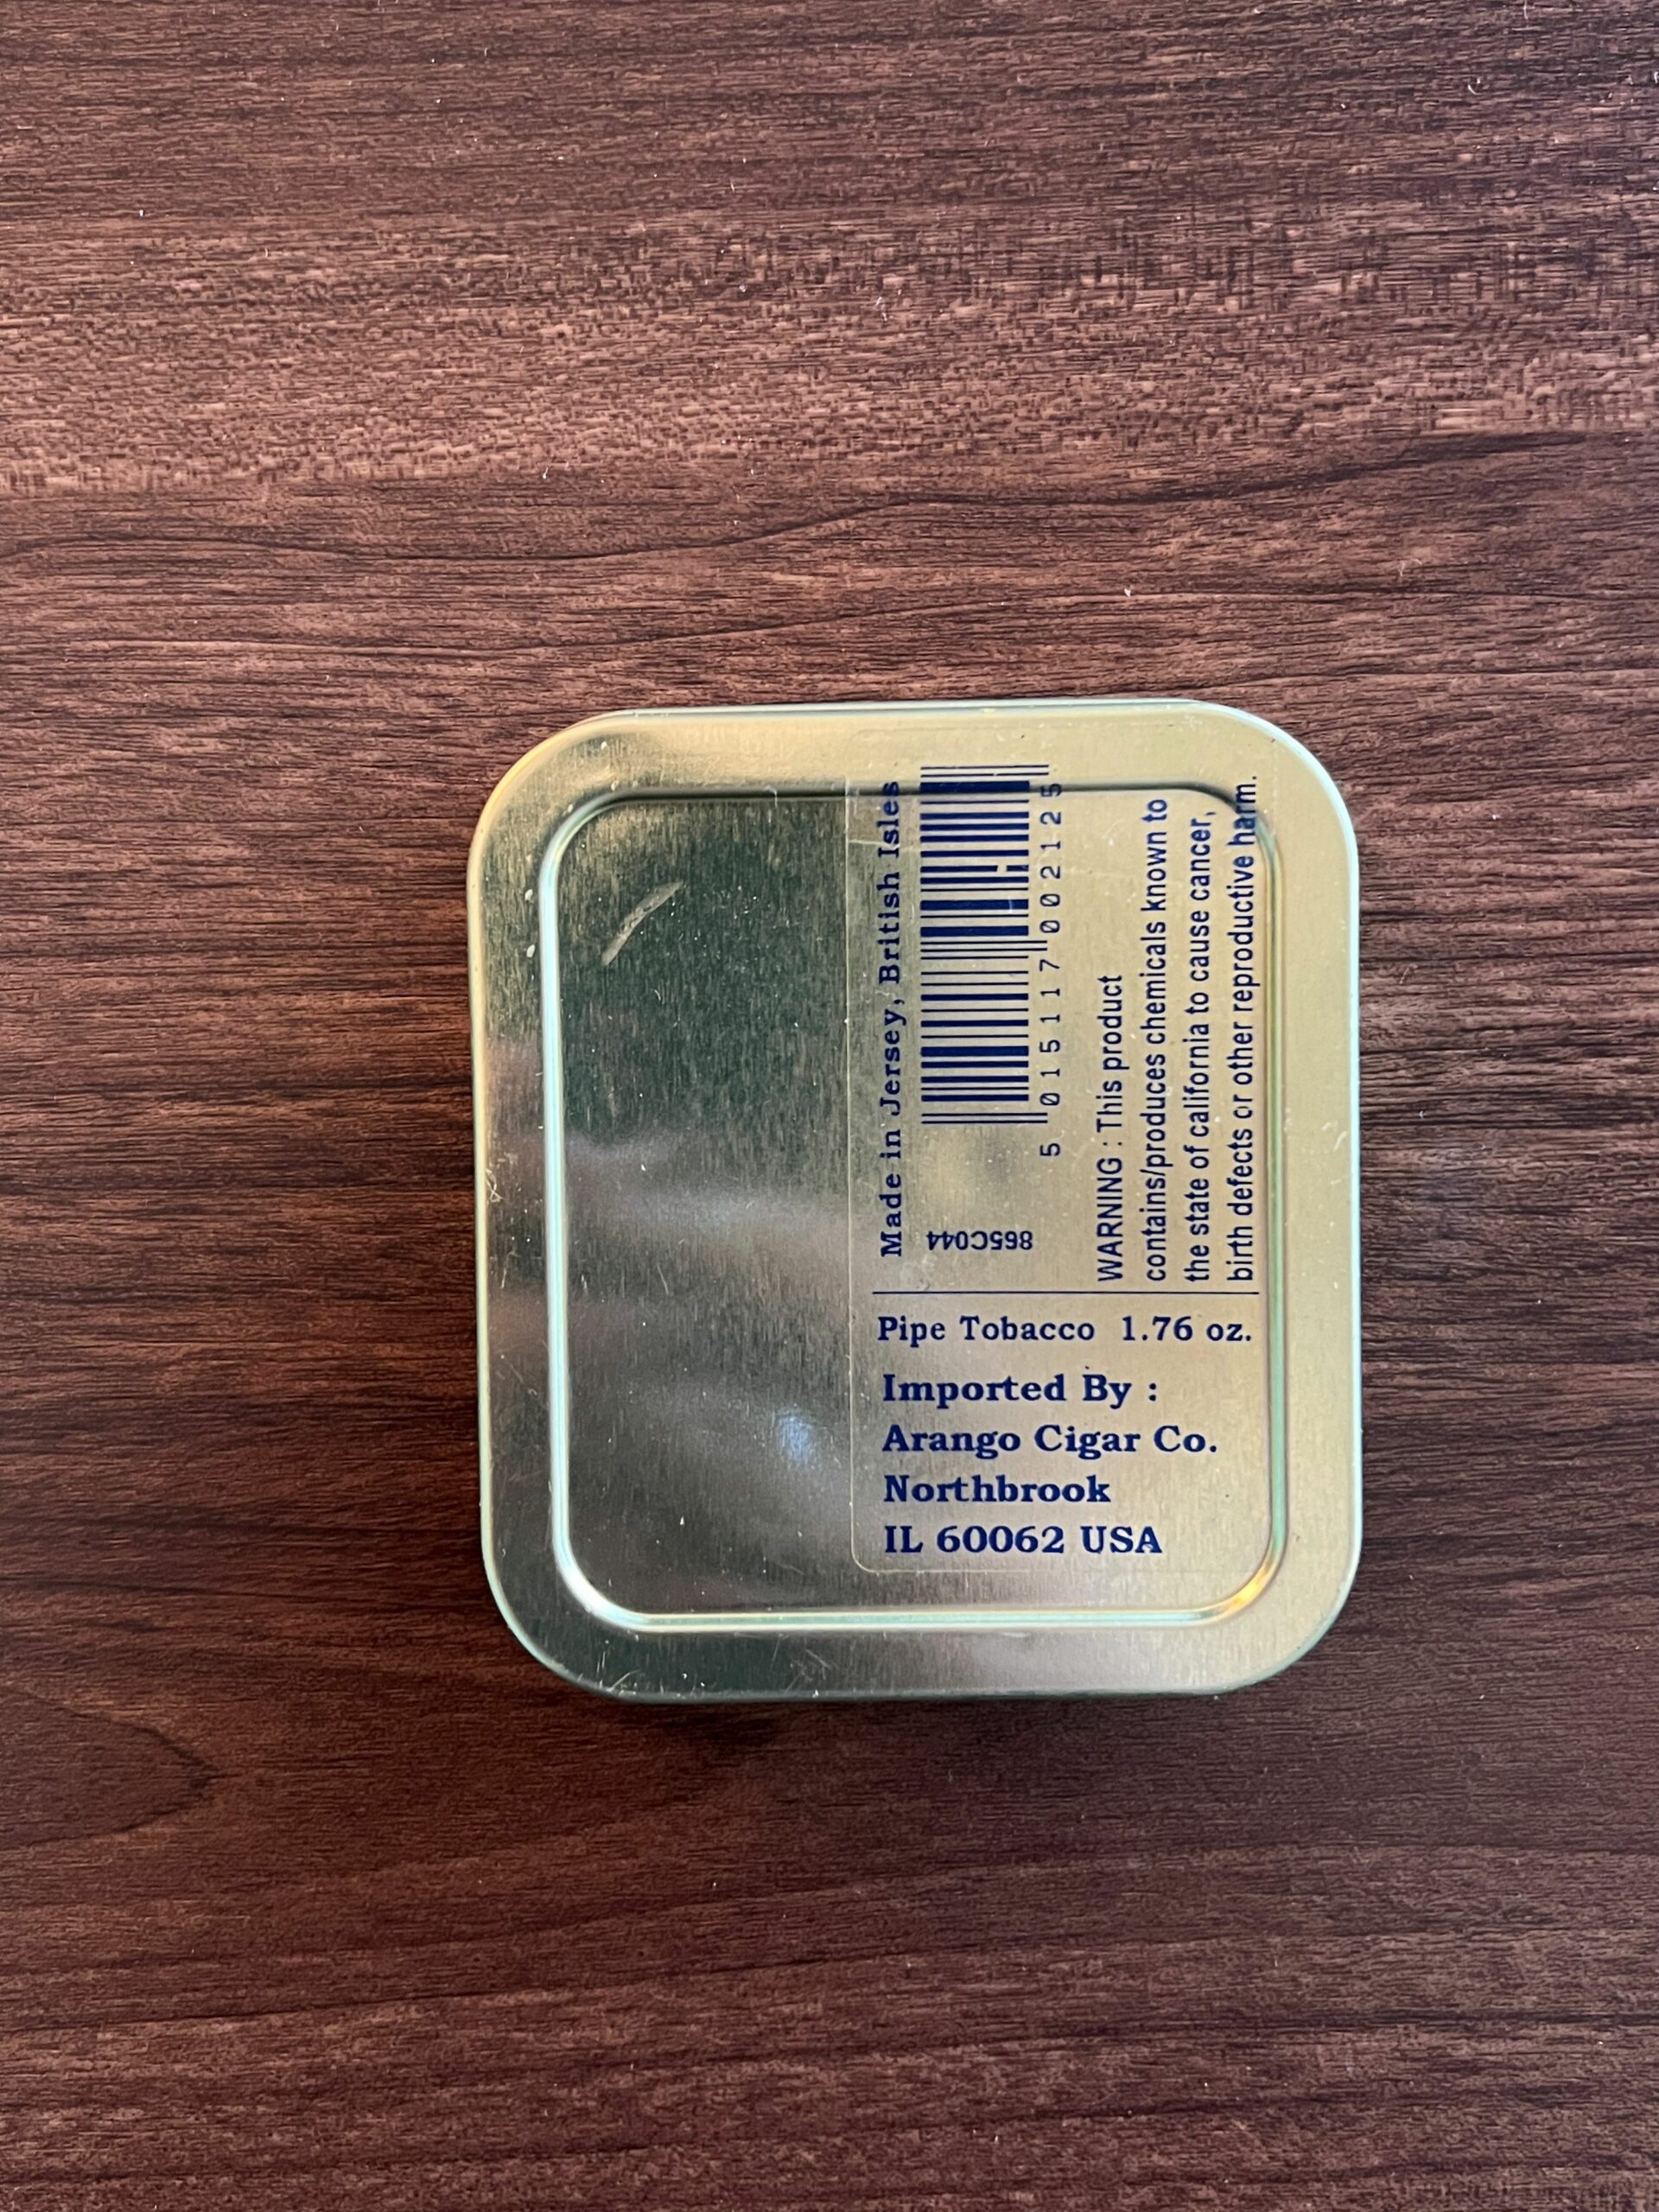 Made in Jersey, British Isles
5 015117 002125
865C044
WARNING : This product
contains/produces chemicals known to
the state of california to cause cancer,
birth defects or other reproductive harm.
Pipe Tobacco 1.76 oz.
Imported By :
Arango Cigar Co.
Northbrook
IL 60062 USA